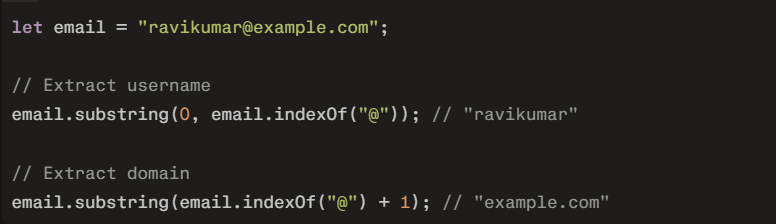 let email = "ravikumar@example.com";
// Extract username
email.substring(0, email.indexOf("@")); // "ravikumar"
// Extract domain
email.substring(email.indexOf("@") + 1); // "example.com"